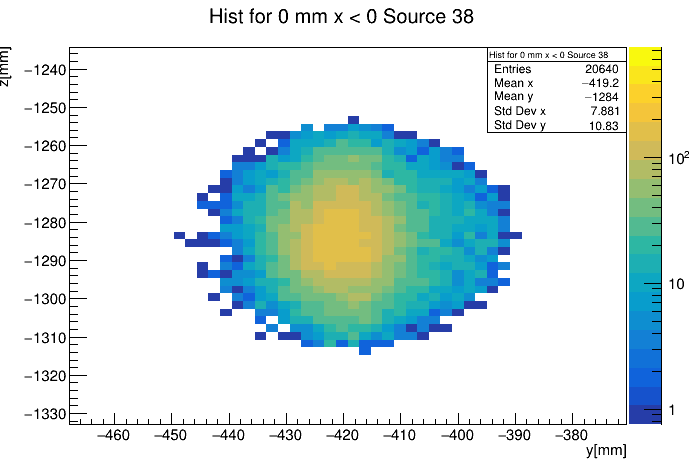 Hist for 0 mm x < 0 Source 38
z[mm]
Hist for 0 mm x < 0 Source 38
Entries 20640
Mean x −419.2
Mean y −1284
Std Dev x 7.881
Std Dev y 10.83
−1240
−1250
−1260
−1270
−1280
−1290
−1300
−1310
−1320
−1330
10²
10
1
−460 −450 −440 −430 −420 −410 −400 −390 −380
y[mm]